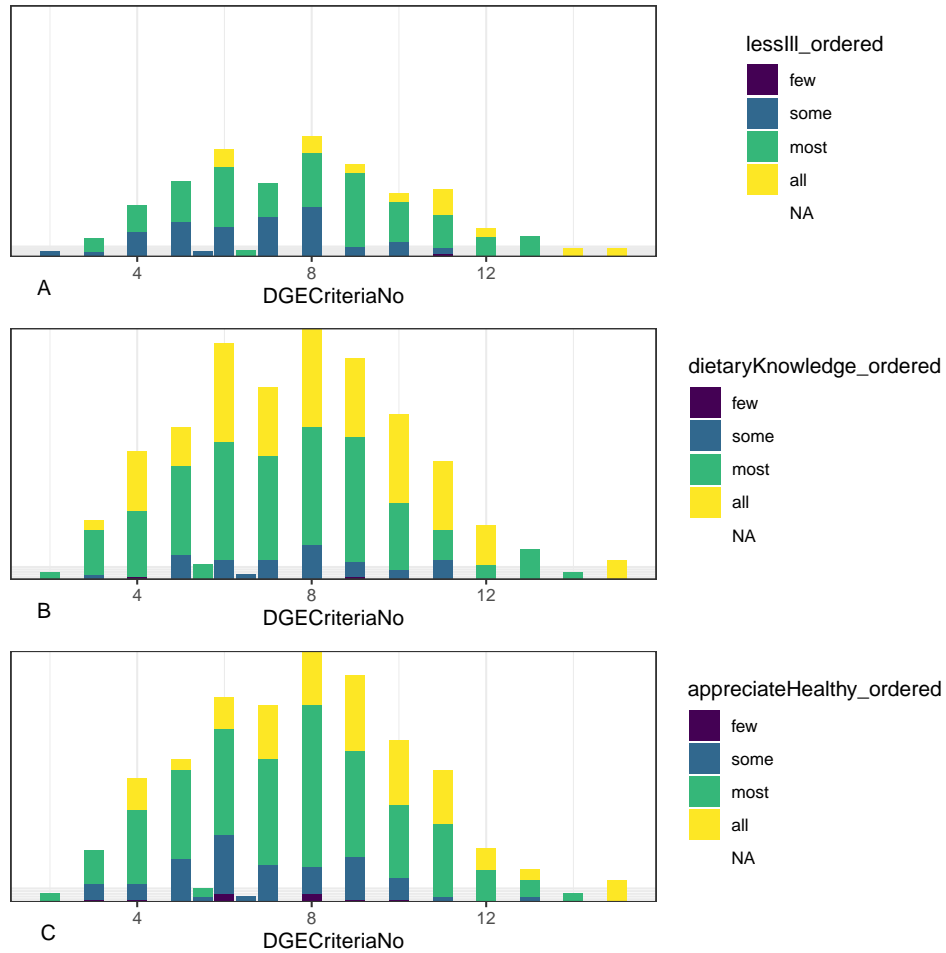 lessIll_ordered
few
some
most
all
NA
4 8 12
DGECriteriaNo
A
dietaryKnowledge_ordered
few
some
most
all
NA
4 8 12
DGECriteriaNo
B
appreciateHealthy_ordered
few
some
most
all
NA
4 8 12
DGECriteriaNo
C